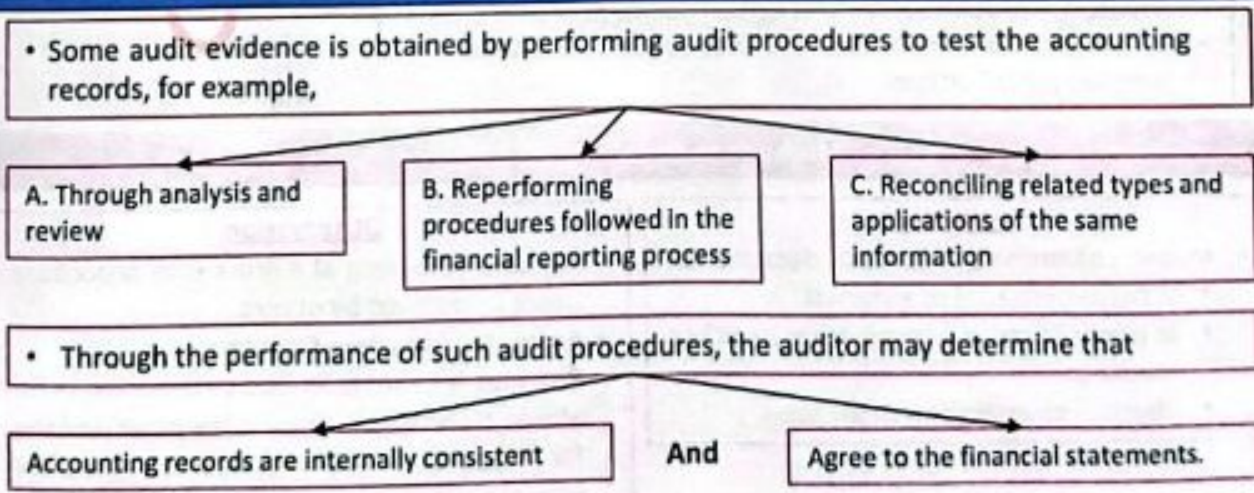 • Some audit evidence is obtained by performing audit procedures to test the accounting
records, for example,
A. Through analysis and
review
B. Reperforming
procedures followed in the
financial reporting process
C. Reconciling related types and
applications of the same
information
• Through the performance of such audit procedures, the auditor may determine that
Accounting records are internally consistent
And
Agree to the financial statements.